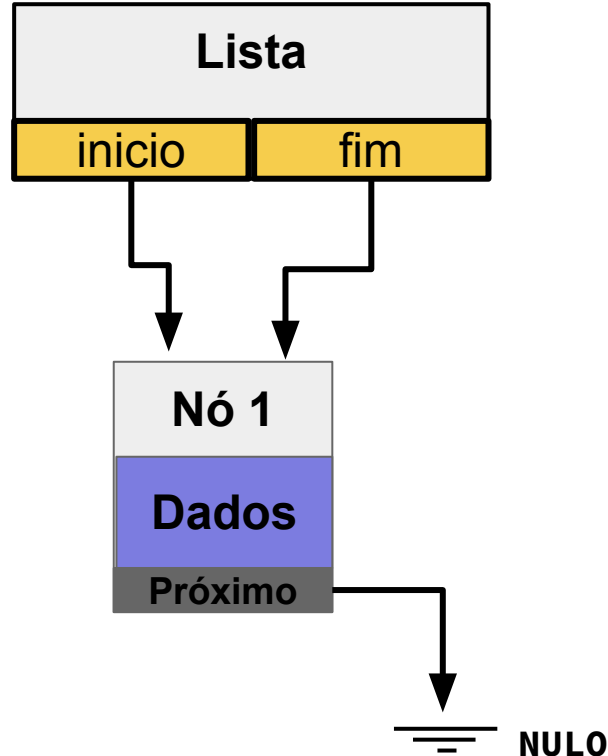 Lista
inicio fim
Nó 1
Dados
Próximo
NULO